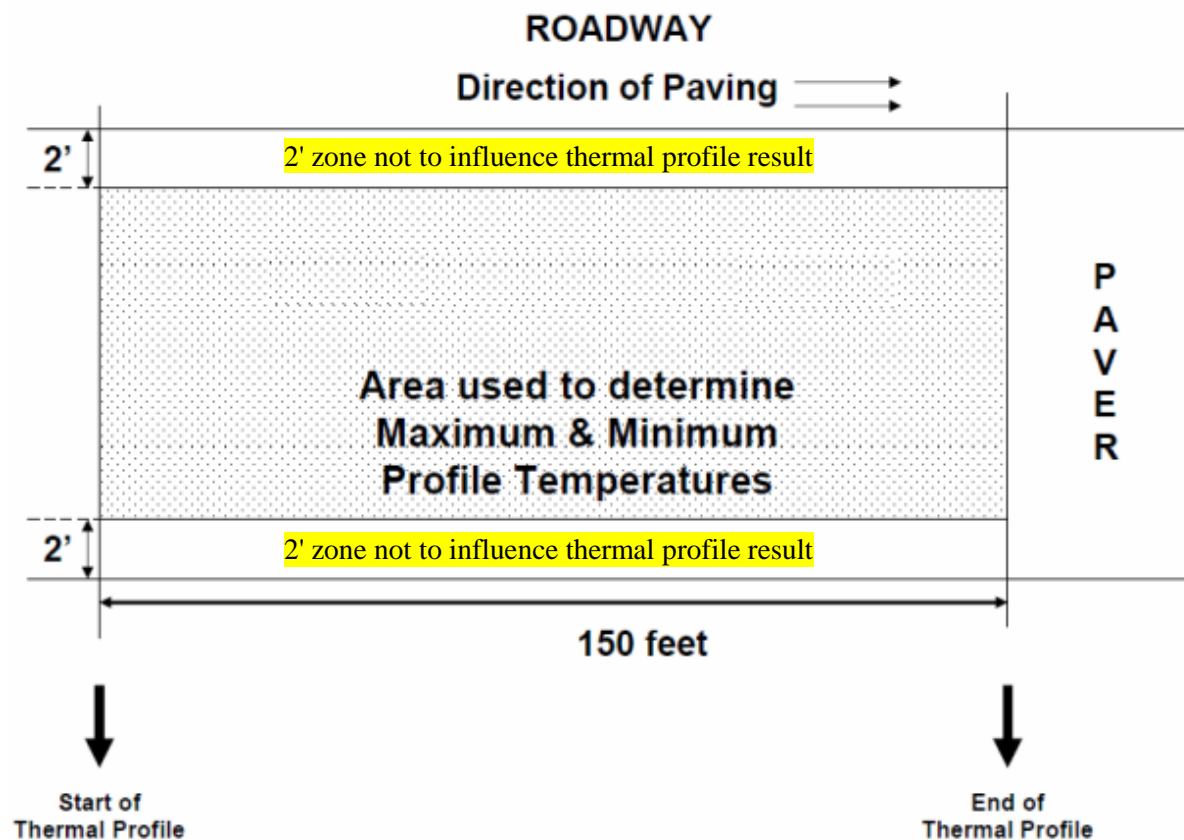 ROADWAY
Direction of Paving
2’
2' zone not to influence thermal profile result
P
A
V
E
R
Area used to determine
Maximum & Minimum
Profile Temperatures
2’
2' zone not to influence thermal profile result
150 feet
Start of
Thermal Profile
End of
Thermal Profile